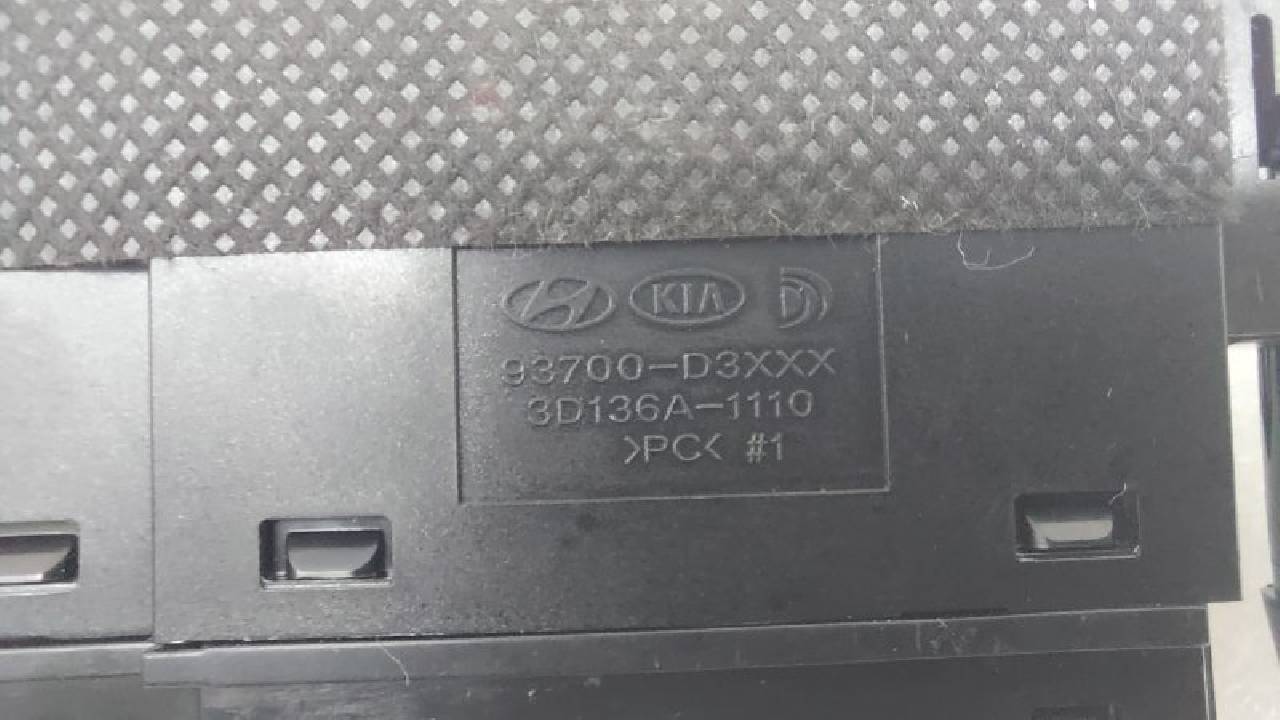 KIA
93700-D3XXX
3D136A-1110
>PC< #1